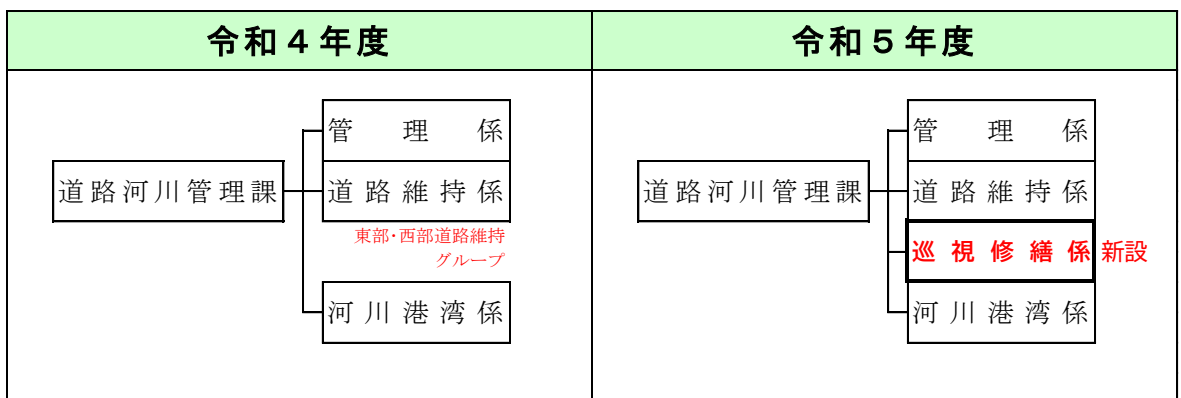 令和4年度
管理係
道路河川管理課
道路維持係
東部・西部道路維持
グループ
河川港湾係
令和5年度
管理係
道路河川管理課
道路維持係
巡視修繕係 新設
河川港湾係